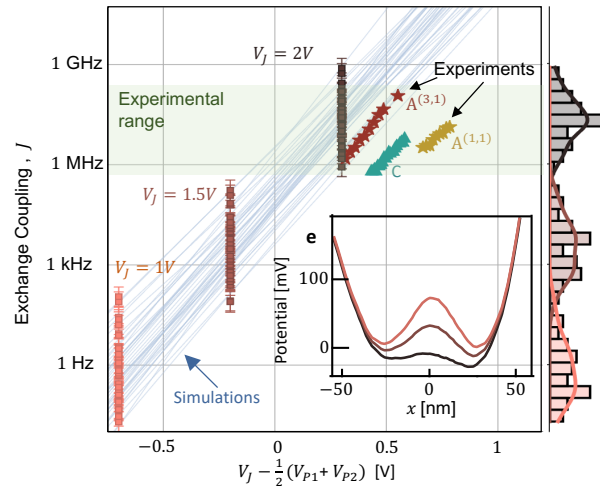 V_J = 2V
1 GHz
Experiments
Experimental
range
A^(3,1)
A^(1,1)
1 MHz
C
V_J = 1.5V
Exchange Coupling , J
V_J = 1V
1 kHz
e
Potential [mV]
100
0
1 Hz
Simulations
−50
0
50
x [nm]
−0.5
0
0.5
1
V_J − 1/2 (V_P1 + V_P2) [V]